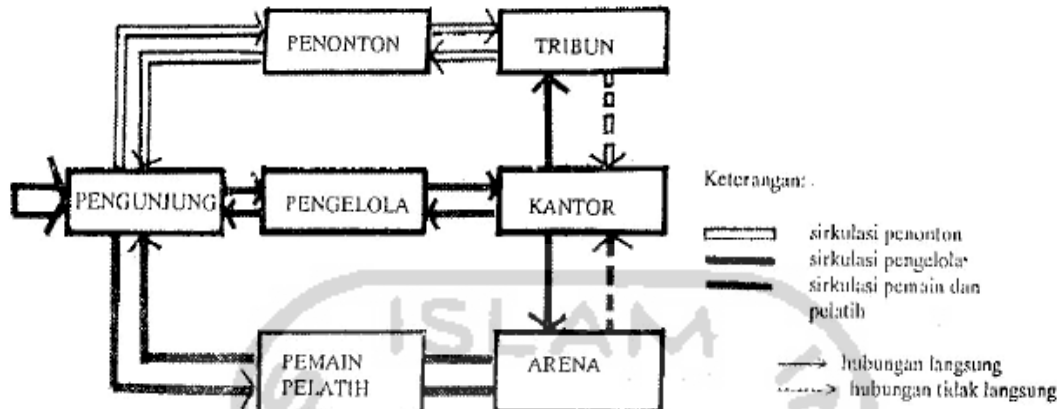 PENONTON
TRIBUN
PENGUNJUNG
PENGELOLA
KANTOR
PEMAIN
PELATIH
ARENA
Keterangan:
sirkulasi penonton
sirkulasi pengelola
sirkulasi pemain dan
pelatih
hubungan langsung
hubungan tidak langsung
ISLAM